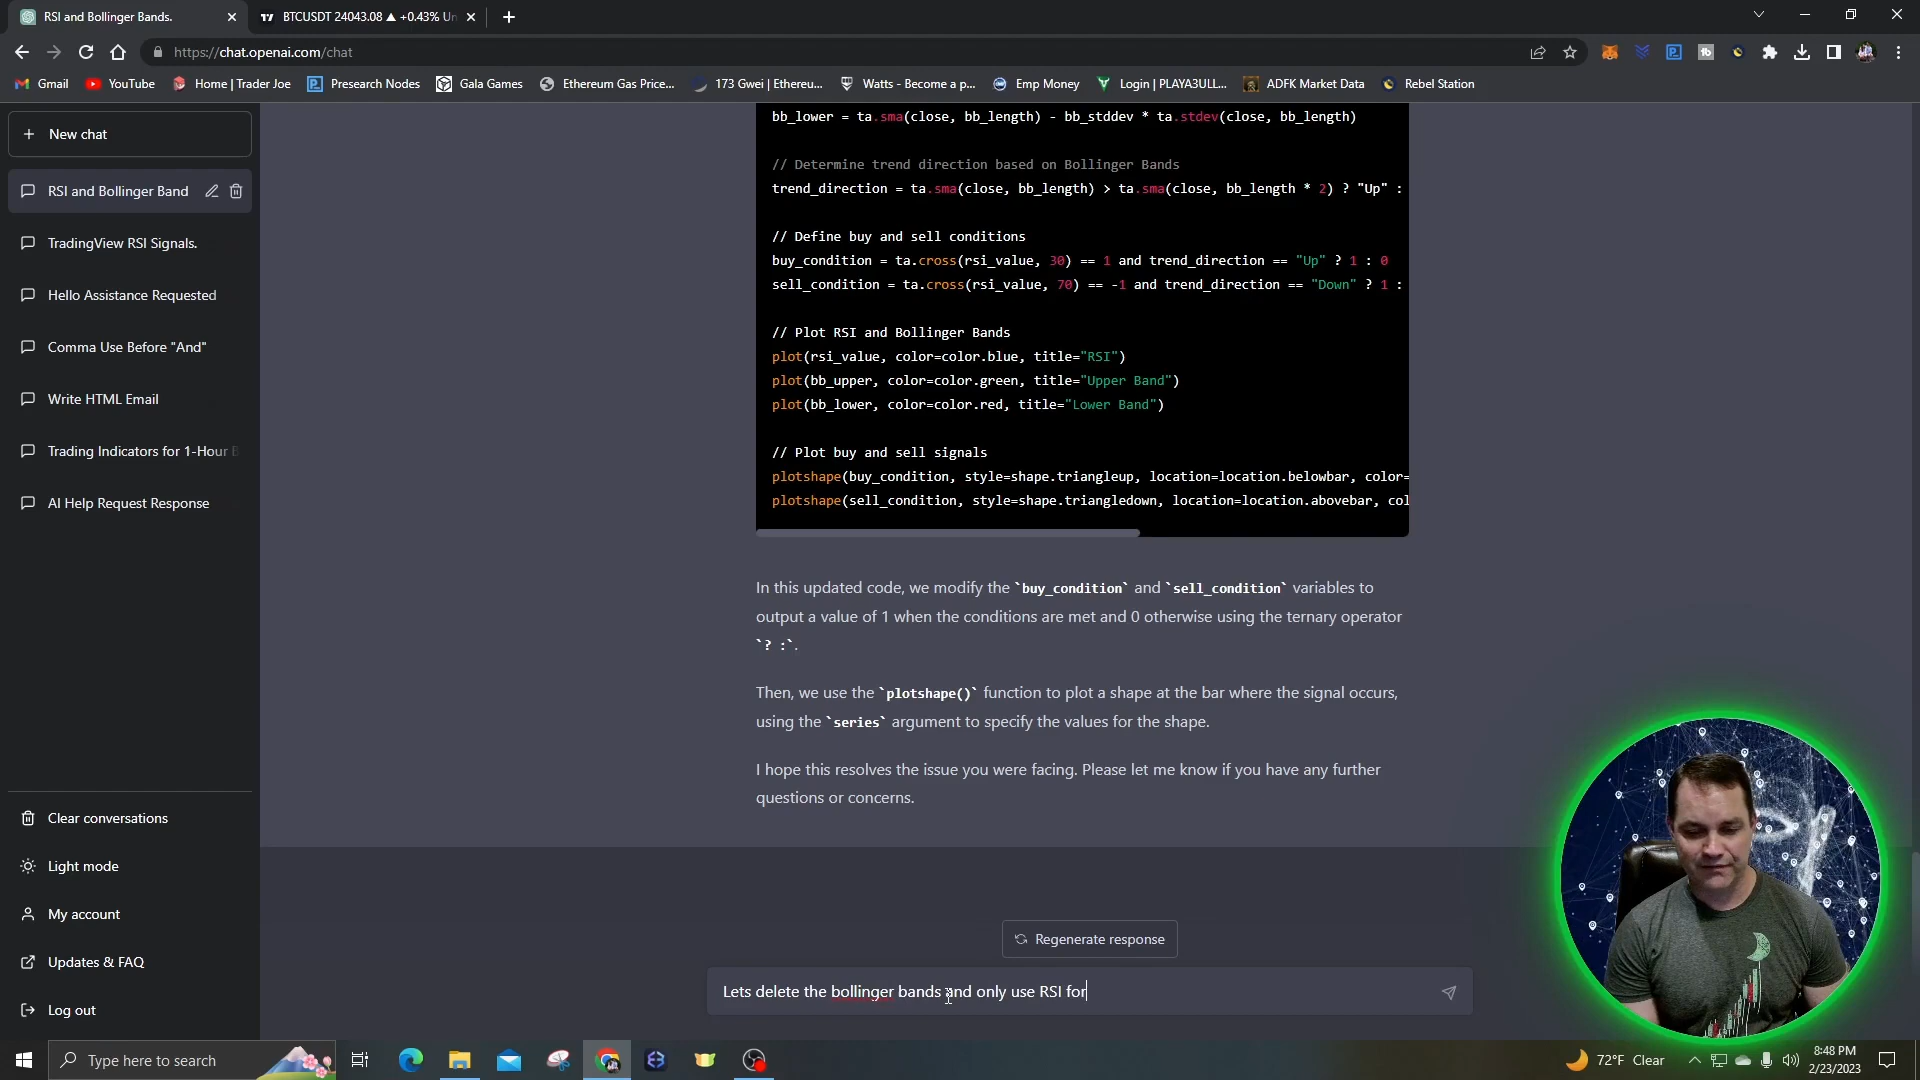 RSI and Bollinger Bands.
BTCUSDT 24043.08 ▲ +0.43% Un
https://chat.openai.com/chat
Gmail
YouTube
Home | Trader Joe
Presearch Nodes
Gala Games
Ethereum Gas Price...
173 Gwei | Ethereu...
Watts - Become a p...
Emp Money
Login | PLAYA3ULL...
ADFK Market Data
Rebel Station
New chat
RSI and Bollinger Band
TradingView RSI Signals.
Hello Assistance Requested
Comma Use Before "And"
Write HTML Email
Trading Indicators for 1-Hour B
AI Help Request Response
Clear conversations
Light mode
My account
Updates & FAQ
Log out
bb_lower = ta.sma(close, bb_length) - bb_stddev * ta.stdev(close, bb_length)
// Determine trend direction based on Bollinger Bands
trend_direction = ta.sma(close, bb_length) > ta.sma(close, bb_length * 2) ? "Up" :
// Define buy and sell conditions
buy_condition = ta.cross(rsi_value, 30) == 1 and trend_direction == "Up" ? 1 : 0
sell_condition = ta.cross(rsi_value, 70) == -1 and trend_direction == "Down" ? 1 :
// Plot RSI and Bollinger Bands
plot(rsi_value, color=color.blue, title="RSI")
plot(bb_upper, color=color.green, title="Upper Band")
plot(bb_lower, color=color.red, title="Lower Band")
// Plot buy and sell signals
plotshape(buy_condition, style=shape.triangleup, location=location.belowbar, color=
plotshape(sell_condition, style=shape.triangledown, location=location.abovebar, col
In this updated code, we modify the `buy_condition` and `sell_condition` variables to
output a value of 1 when the conditions are met and 0 otherwise using the ternary operator
`? :`.
Then, we use the `plotshape()` function to plot a shape at the bar where the signal occurs,
using the `series` argument to specify the values for the shape.
I hope this resolves the issue you were facing. Please let me know if you have any further
questions or concerns.
Regenerate response
Lets delete the bollinger bands and only use RSI for
Type here to search
72°F Clear
8:48 PM
2/23/2023